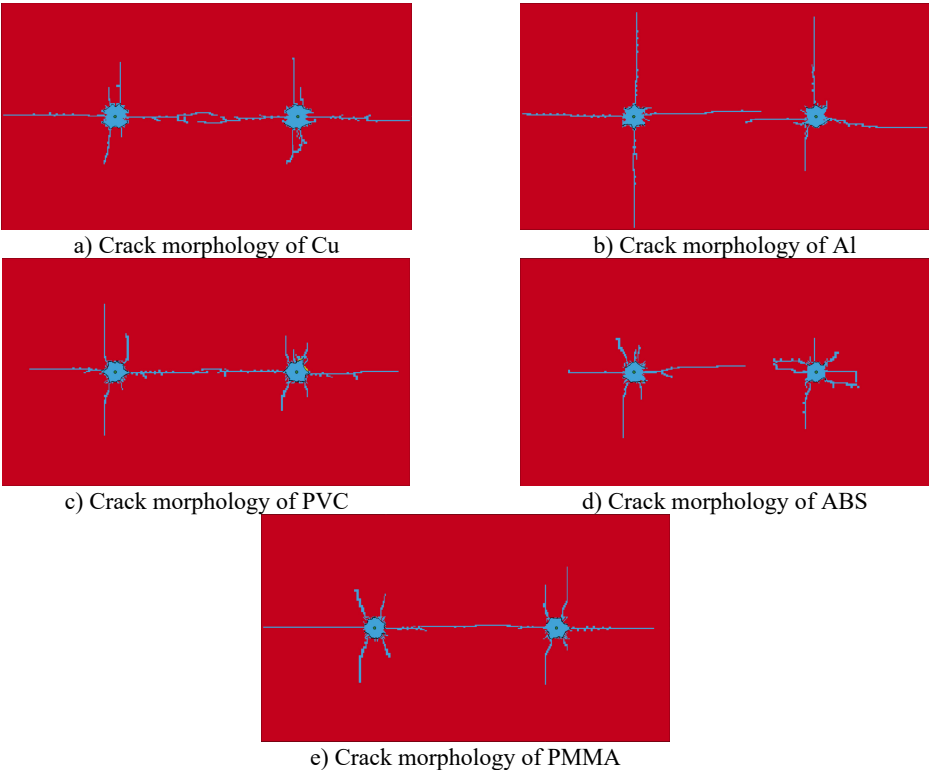 a) Crack morphology of Cu
b) Crack morphology of Al
c) Crack morphology of PVC
d) Crack morphology of ABS
e) Crack morphology of PMMA